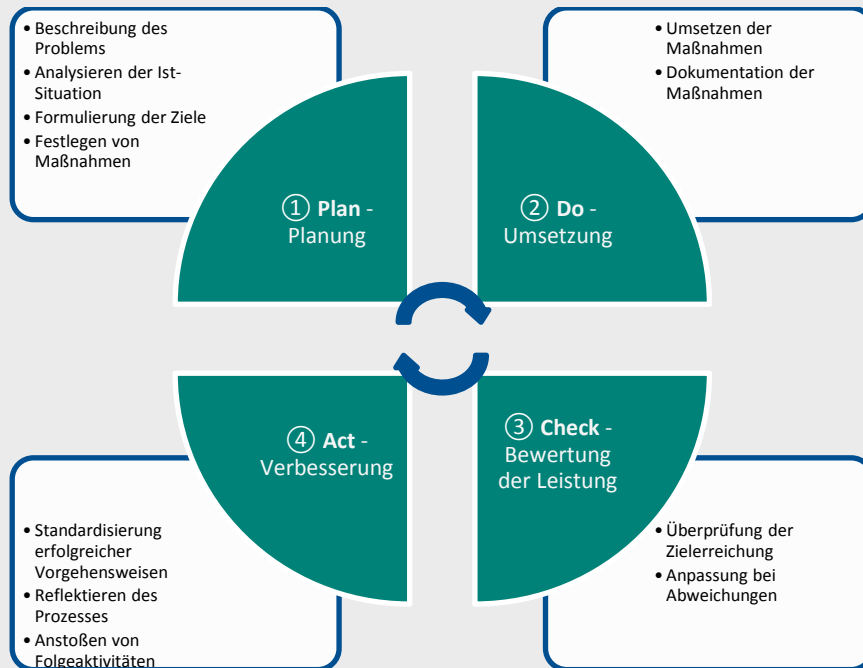 • Beschreibung des
Problems
• Analysieren der Ist-
Situation
• Formulierung der Ziele
• Festlegen von
Maßnahmen
• Umsetzen der
Maßnahmen
• Dokumentation der
Maßnahmen
① Plan -
Planung
② Do -
Umsetzung
④ Act -
Verbesserung
③ Check -
Bewertung
der Leistung
• Standardisierung
erfolgreicher
Vorgehensweisen
• Reflektieren des
Prozesses
• Anstoßen von
Folgeaktivitäten
• Überprüfung der
Zielerreichung
• Anpassung bei
Abweichungen